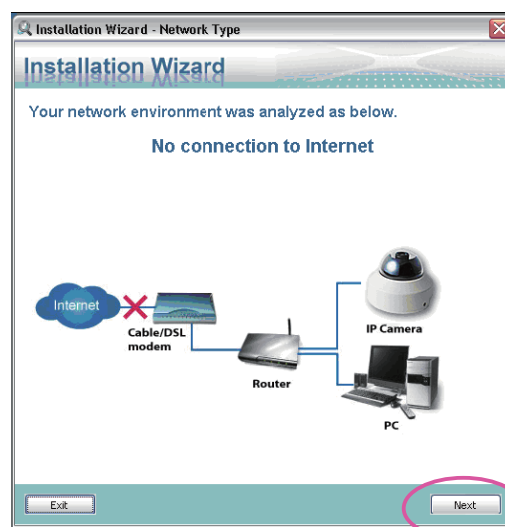 Installation Wizard - Network Type
Installation Wizard
Your network environment was analyzed as below.
No connection to Internet
Internet
Cable/DSL
modem
Router
IP Camera
PC
Exit
Next